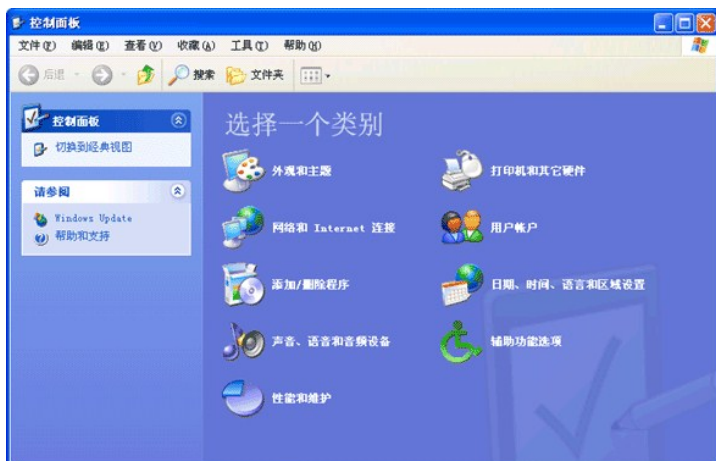 控制面板
文件(F) 编辑(E) 查看(V) 收藏(A) 工具(T) 帮助(H)
后退 搜索 文件夹
控制面板
切换到经典视图
请参阅
Windows Update
帮助和支持
选择一个类别
外观和主题 打印机和其它硬件
网络和 Internet 连接 用户帐户
添加/删除程序 日期、时间、语言和区域设置
声音、语音和音频设备 辅助功能选项
性能和维护